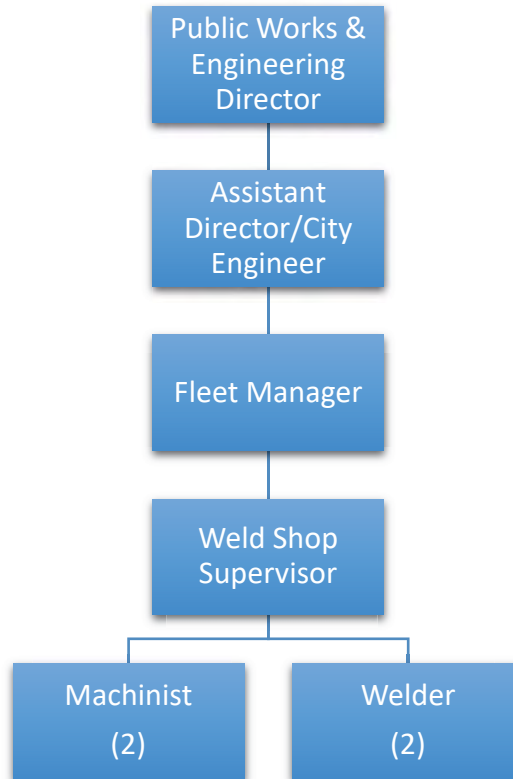 Public Works &
Engineering
Director
Assistant
Director/City
Engineer
Fleet Manager
Weld Shop
Supervisor
Machinist
(2)
Welder
(2)